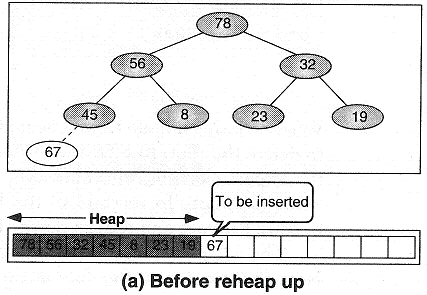 78
56 32
45 8 23 19
67
To be inserted
Heap
78 56 32 45 8 23 19 67
(a) Before reheap up